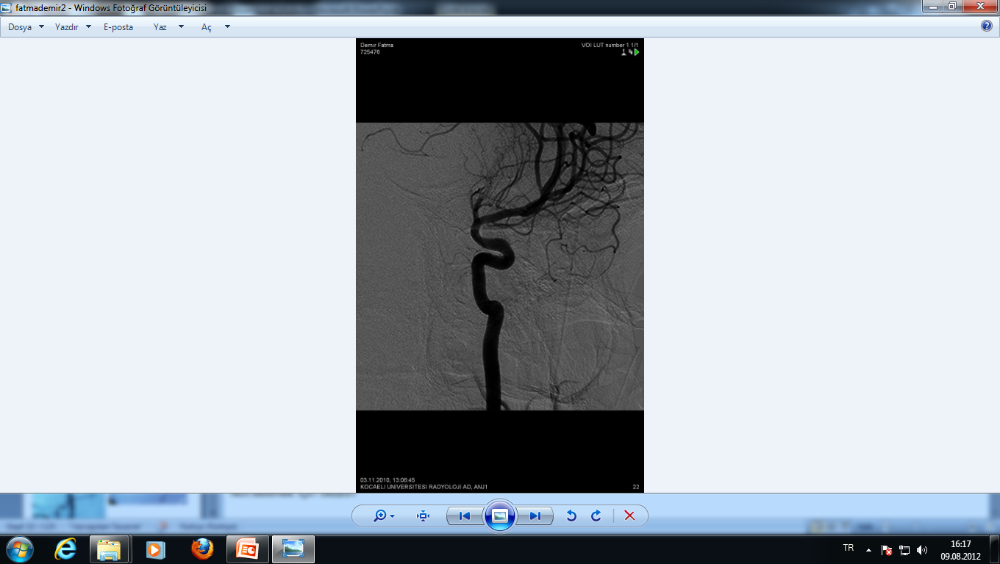 fatmademir2 - Windows Fotoğraf Görüntüleyicisi
Dosya Yazdır E-posta Yaz Aç
Demir Fatma
725476
VOI LUT number 1 1/1
03.11.2010, 13:06:45
KOCAELI UNIVERSITESI RADYOLOJI AD, ANJ1
22
TR
16:17
09.08.2012